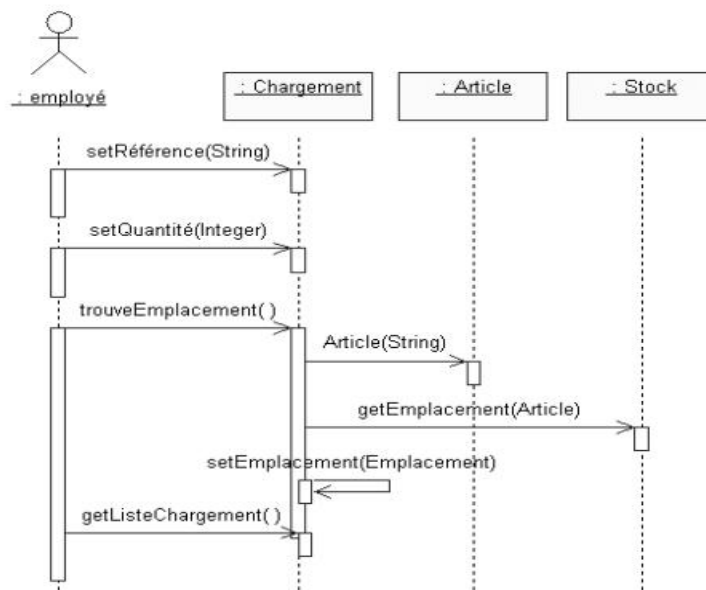 : employé
: Chargement
: Article
: Stock
setRéférence(String)
setQuantité(Integer)
trouveEmplacement( )
Article(String)
getEmplacement(Article)
setEmplacement(Emplacement)
getListeChargement( )